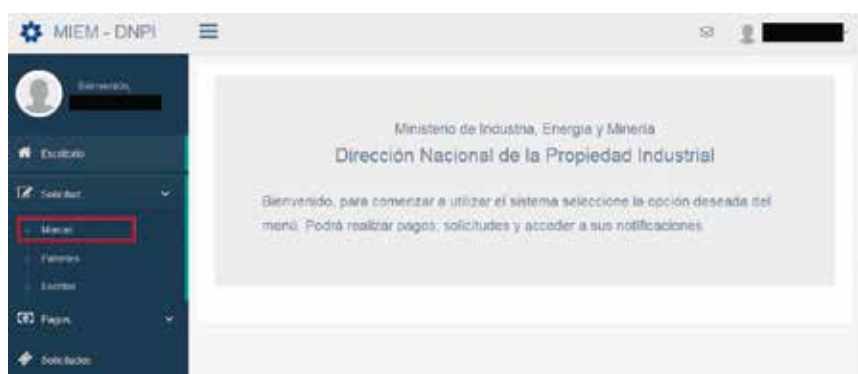 MIEM - DNPI
Bienvenido,
Escritorio
Solicitud
Marcas
Patentes
Escritos
Pagos
Solicitudes
Ministerio de Industria, Energía y Minería
Dirección Nacional de la Propiedad Industrial
Bienvenido, para comenzar a utilizar el sistema seleccione la opción deseada del
menú. Podrá realizar pagos, solicitudes y acceder a sus notificaciones.